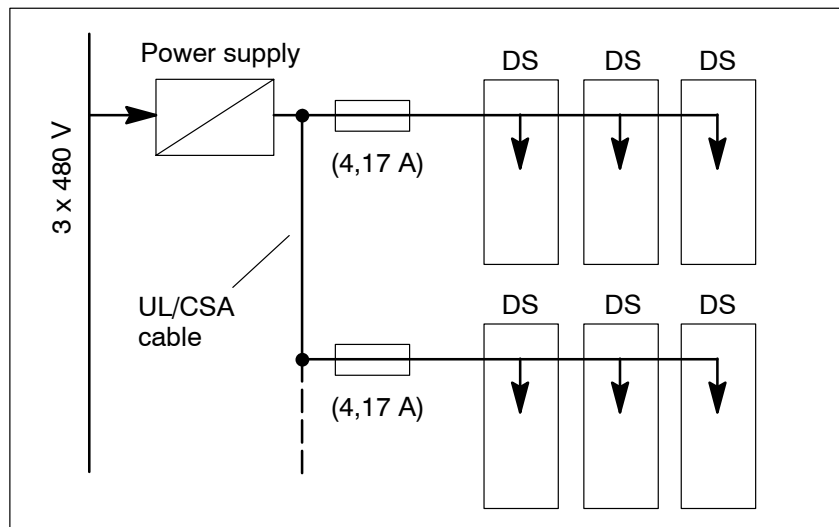 Power supply
DS DS DS
3 x 480 V
(4,17 A)
UL/CSA
cable
DS DS DS
(4,17 A)